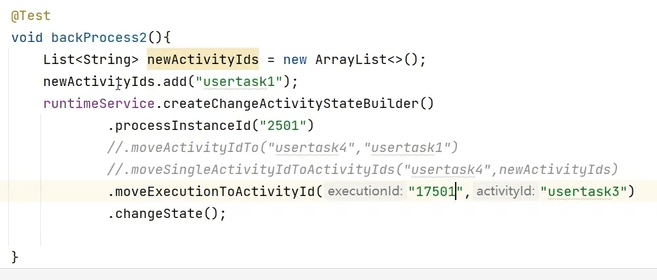 @Test
void backProcess2(){
List<String> newActivityIds = new ArrayList<>();
newActivityIds.add("usertask1");
runtimeService.createChangeActivityStateBuilder()
.processInstanceId("2501")
//.moveActivityIdTo("usertask4","usertask1")
//.moveSingleActivityIdToActivityIds("usertask4",newActivityIds)
.moveExecutionToActivityId( executionId: "17501", activityId: "usertask3")
.changeState();
}